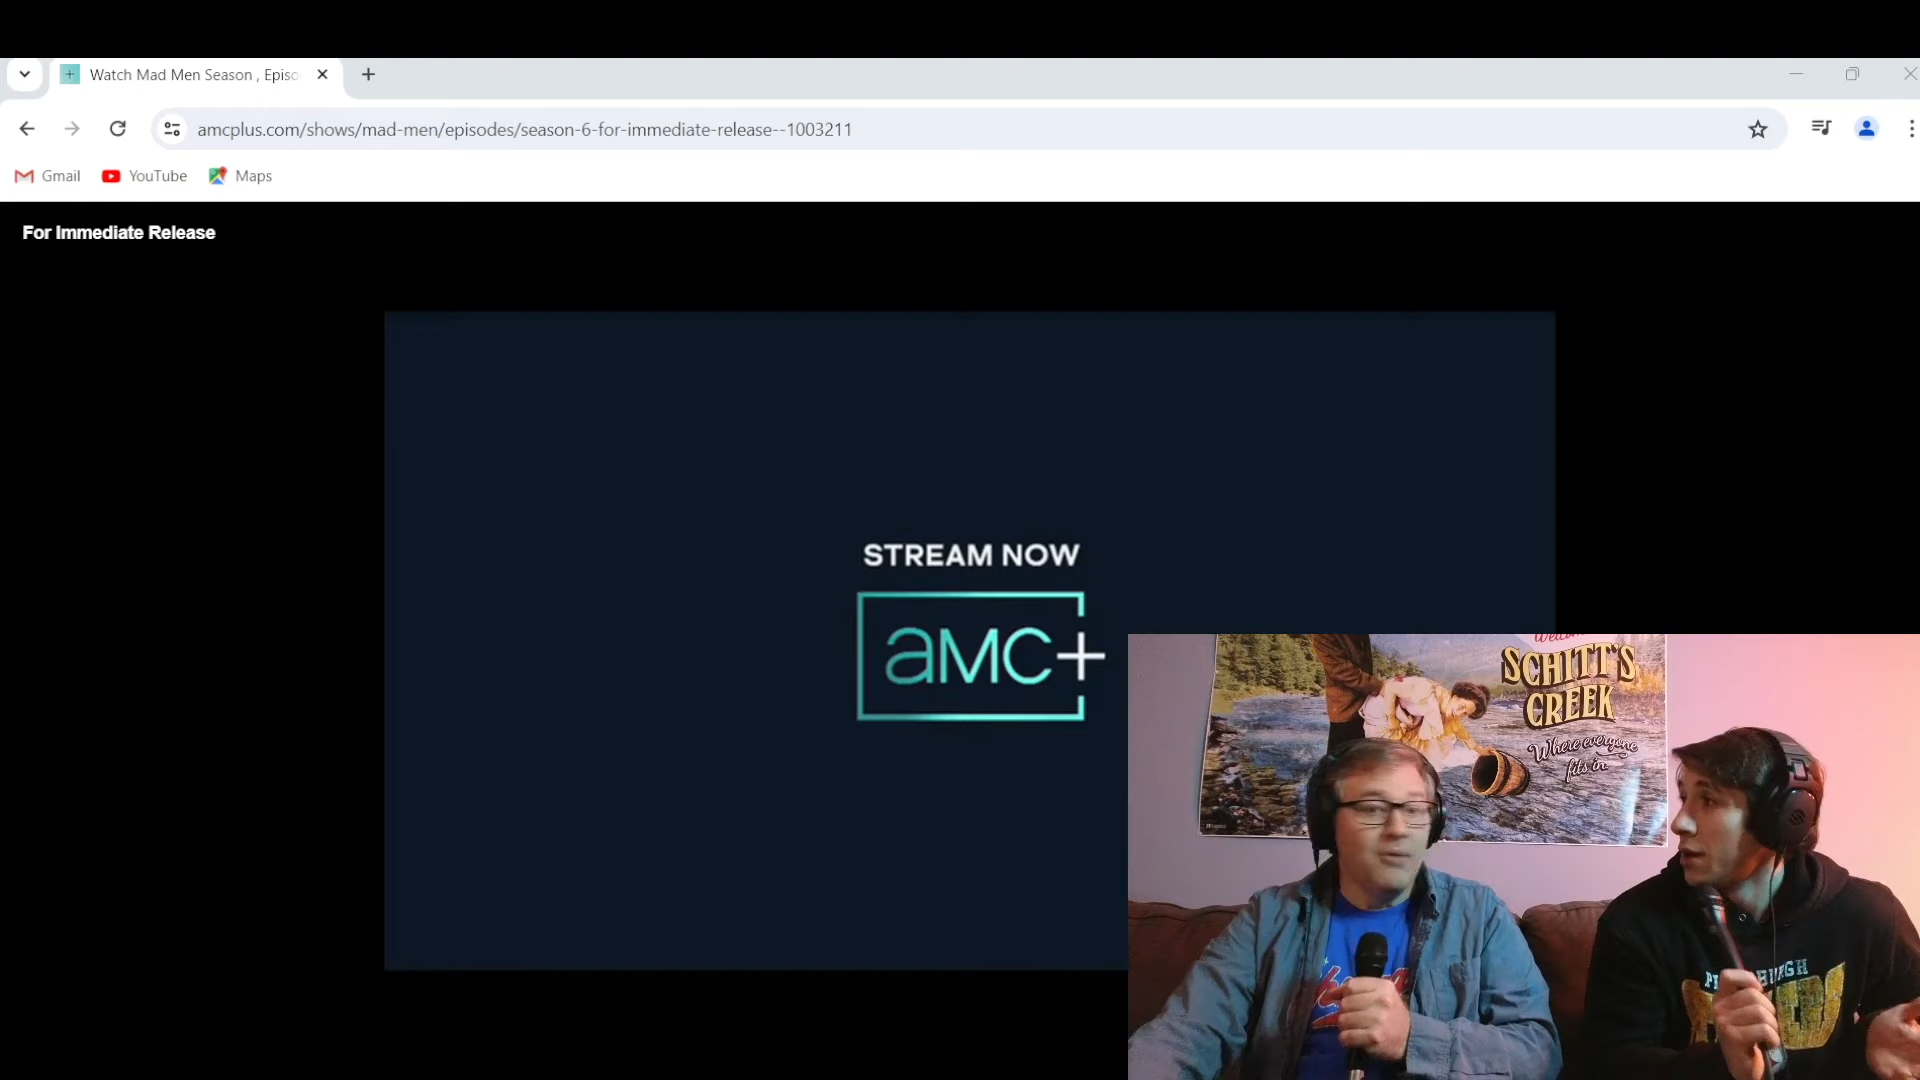 Watch Mad Men Season , Episo
amcplus.com/shows/mad-men/episodes/season-6-for-immediate-release--1003211
Gmail
YouTube
Maps
For Immediate Release
STREAM NOW
aMC+
SCHITT'S
CREEK
Where everyone
fits in